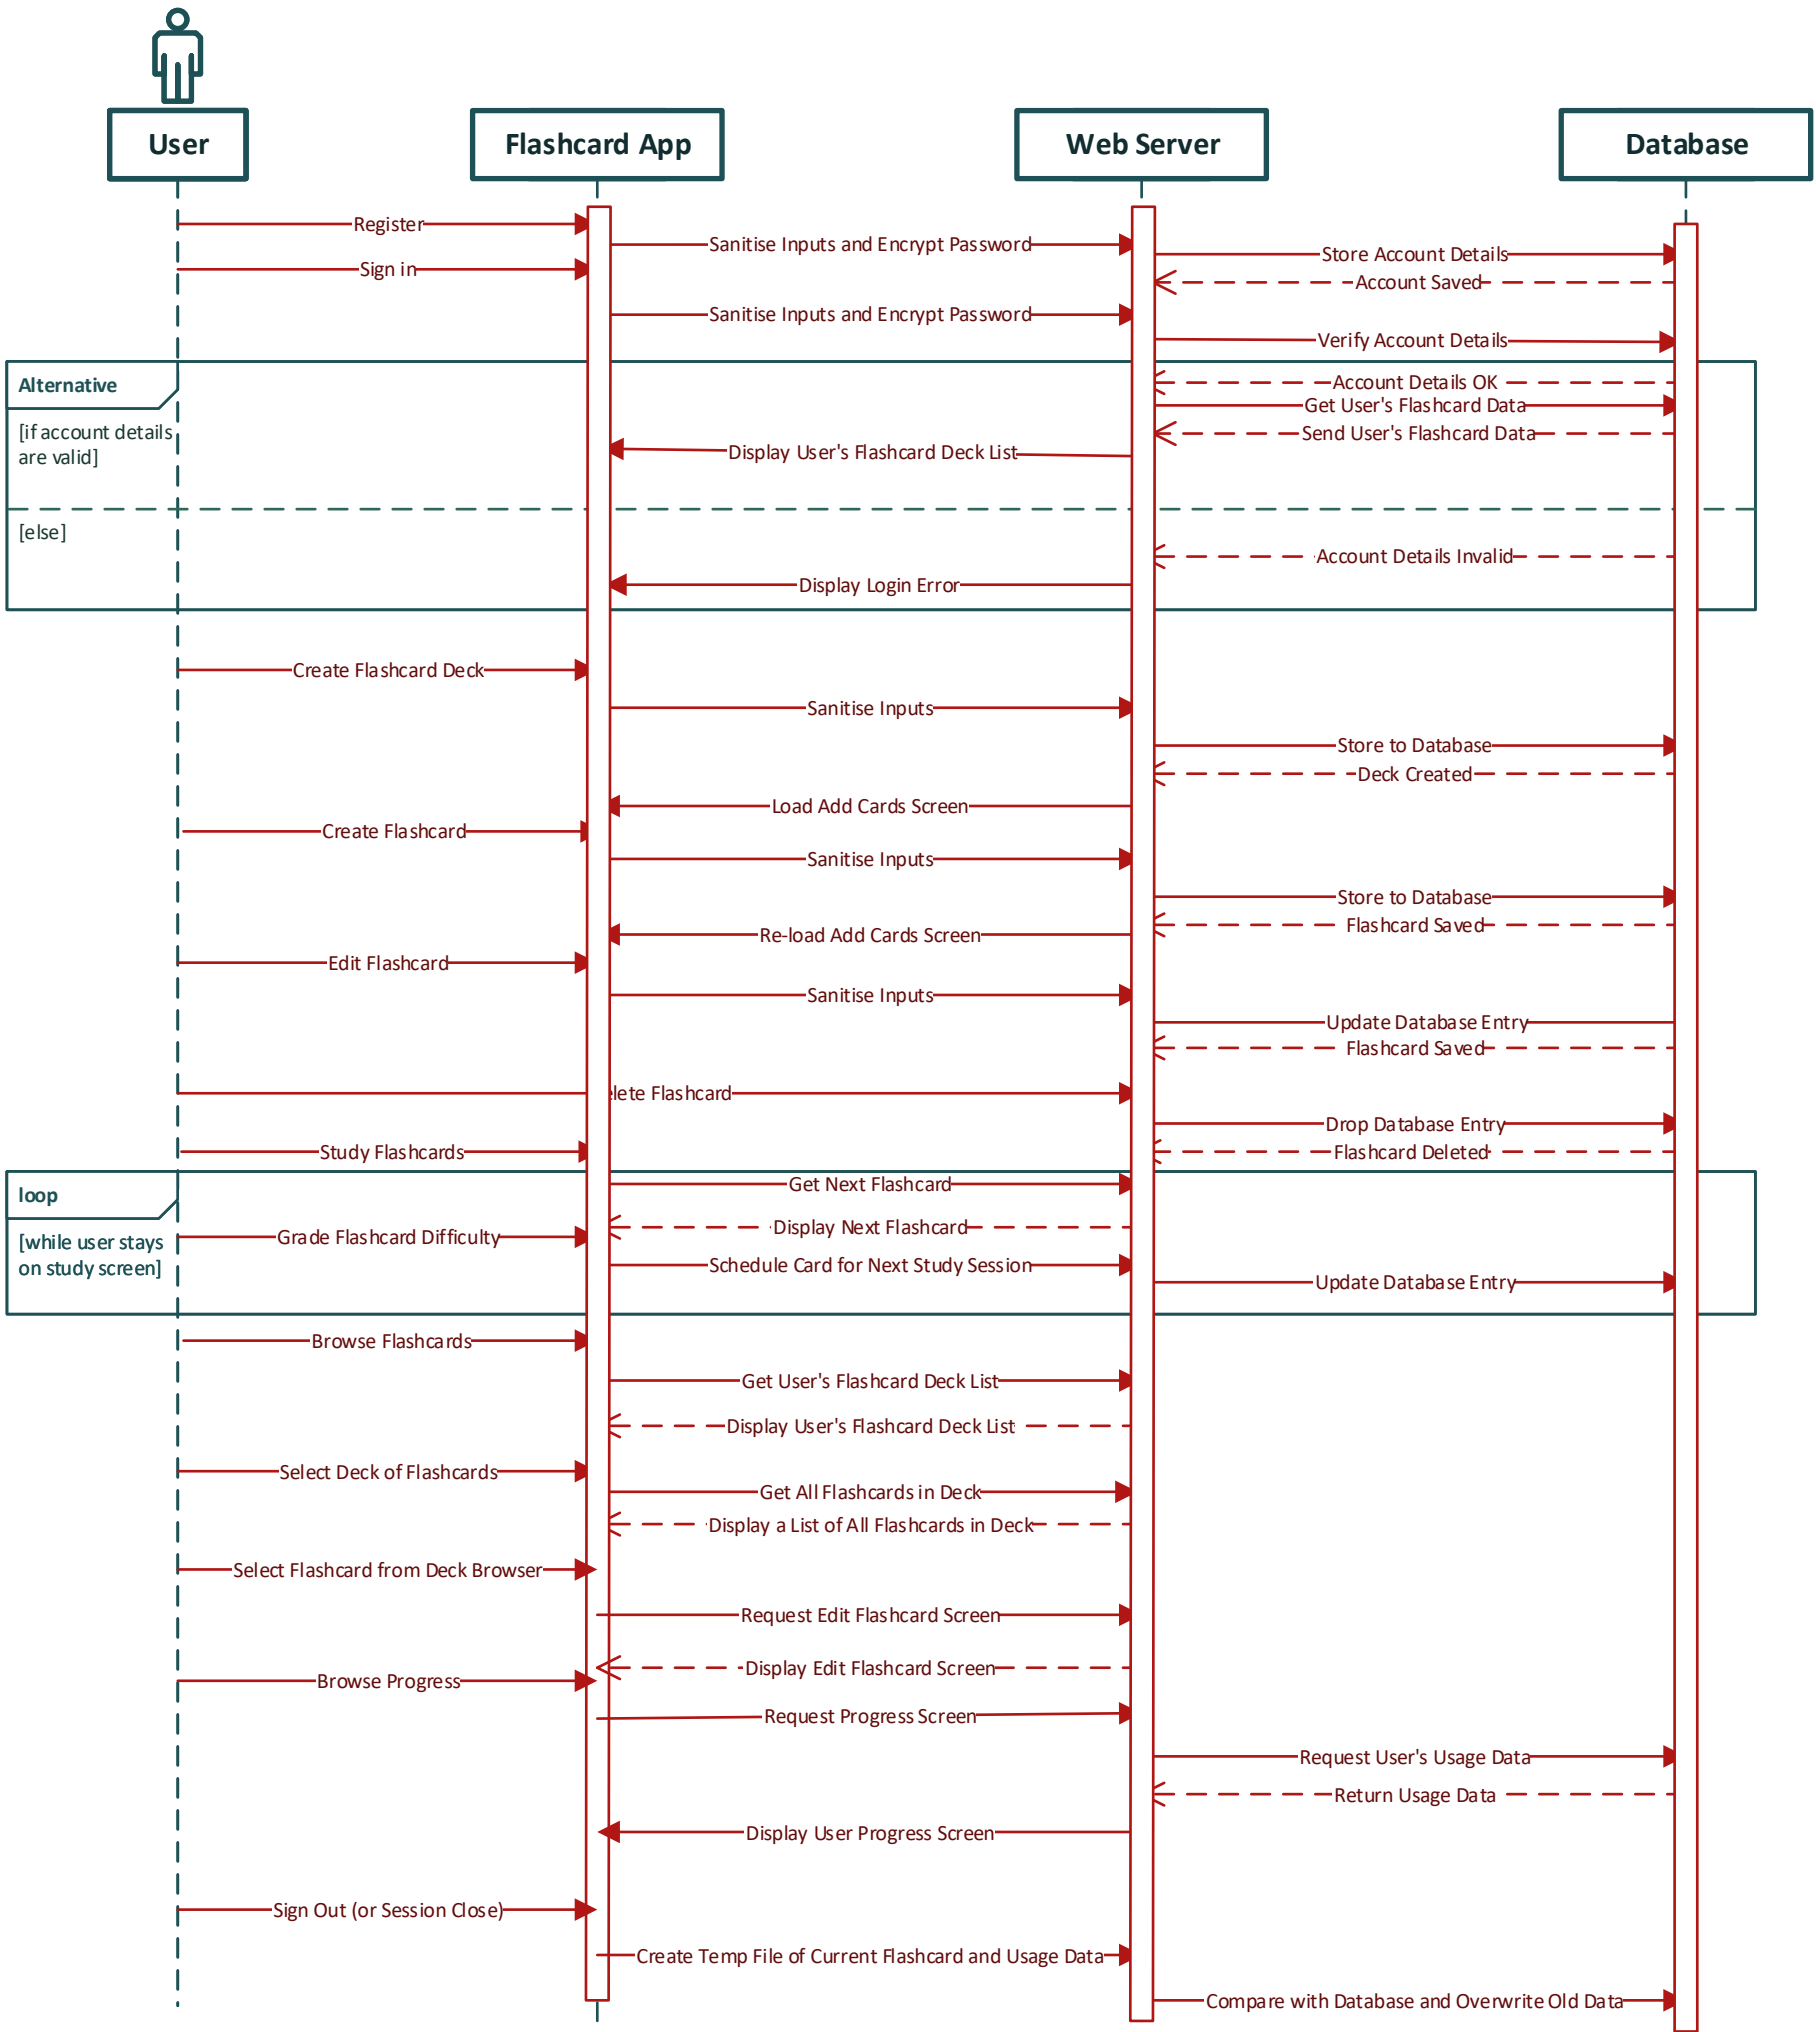 User
Flashcard App
Web Server
Database
Register
Sanitise Inputs and Encrypt Password
Store Account Details
Sign in
Account Saved
Sanitise Inputs and Encrypt Password
Verify Account Details
Alternative
Account Details OK
Get User's Flashcard Data
[if account details
are valid]
Send User's Flashcard Data
Display User's Flashcard Deck List
[else]
Account Details Invalid
Display Login Error
Create Flashcard Deck
Sanitise Inputs
Store to Database
Deck Created
Load Add Cards Screen
Create Flashcard
Sanitise Inputs
Store to Database
Flashcard Saved
Re-load Add Cards Screen
Edit Flashcard
Sanitise Inputs
Update Database Entry
Flashcard Saved
lete Flashcard
Drop Database Entry
Study Flashcards
Flashcard Deleted
loop
Get Next Flashcard
Display Next Flashcard
Grade Flashcard Difficulty
[while user stays
on study screen]
Schedule Card for Next Study Session
Update Database Entry
Browse Flashcards
Get User's Flashcard Deck List
Display User's Flashcard Deck List
Select Deck of Flashcards
Get All Flashcards in Deck
Display a List of All Flashcards in Deck
Select Flashcard from Deck Browser
Request Edit Flashcard Screen
Display Edit Flashcard Screen
Browse Progress
Request Progress Screen
Request User's Usage Data
Return Usage Data
Display User Progress Screen
Sign Out (or Session Close)
Create Temp File of Current Flashcard and Usage Data
Compare with Database and Overwrite Old Data